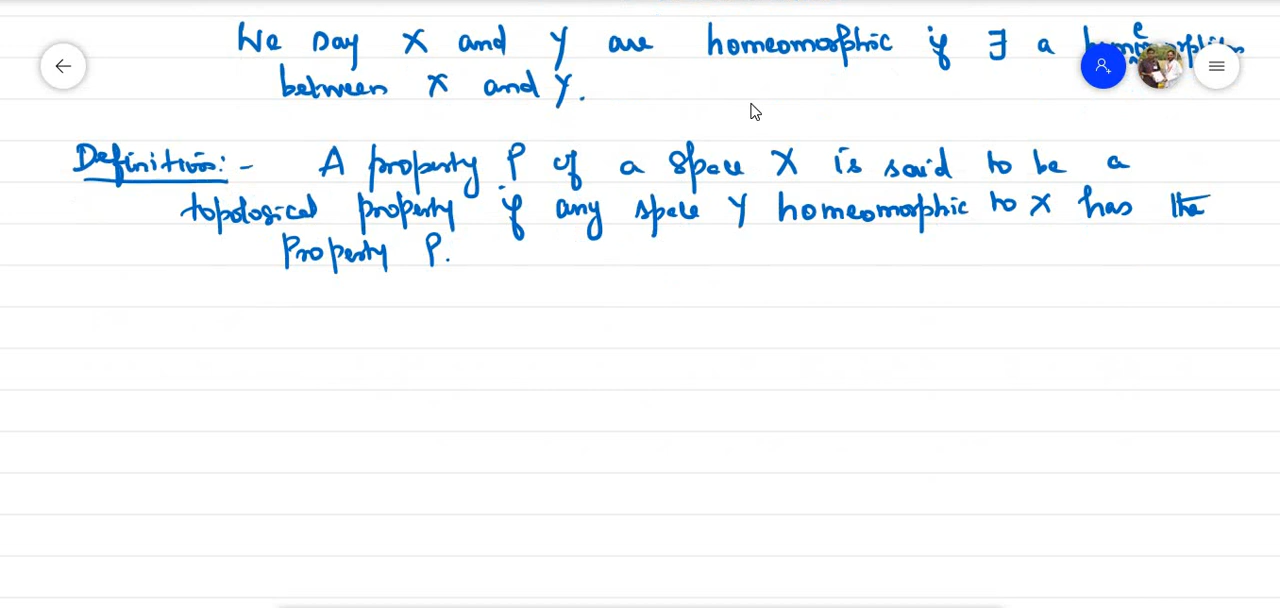 We say X and Y are homeomorphic if ∃ a
between X and Y.
Definition:- A property P of a space X is said to be a
topological property if any space Y homeomorphic to X has the
Property P.